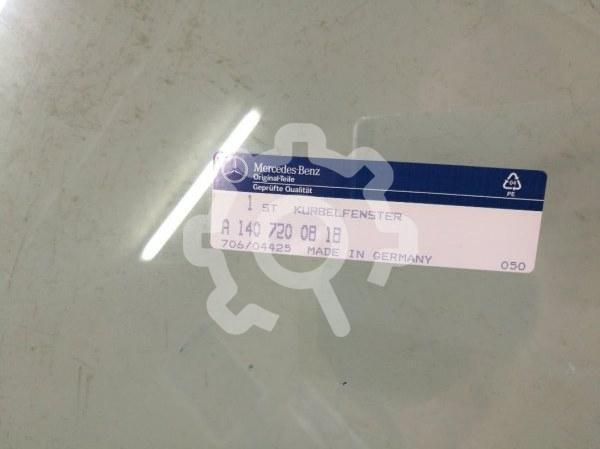 Mercedes-Benz
Original-Teile
Geprüfte Qualität
04
PE
1 ST KURBELFENSTER
A 140 720 08 18
706/04425 MADE IN GERMANY
050